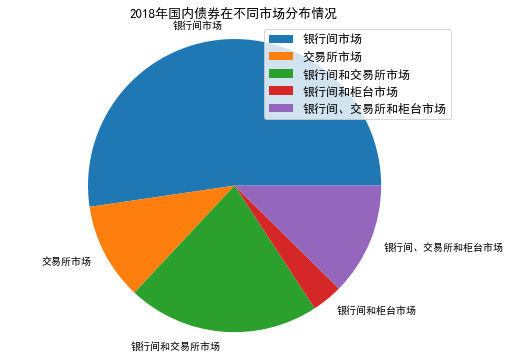 2018年国内债券在不同市场分布情况
银行间市场
银行间市场
交易所市场
银行间和交易所市场
银行间和柜台市场
银行间、交易所和柜台市场
交易所市场
银行间、交易所和柜台市场
银行间和柜台市场
银行间和交易所市场